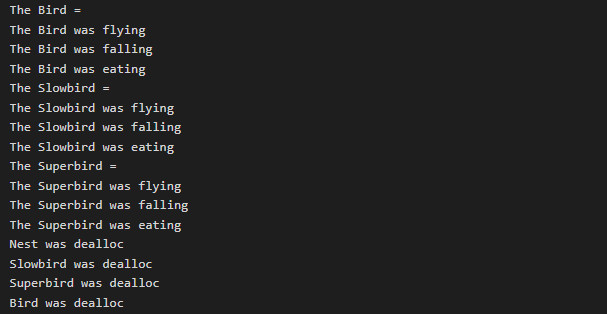 The Bird =
The Bird was flying
The Bird was falling
The Bird was eating
The Slowbird =
The Slowbird was flying
The Slowbird was falling
The Slowbird was eating
The Superbird =
The Superbird was flying
The Superbird was falling
The Superbird was eating
Nest was dealloc
Slowbird was dealloc
Superbird was dealloc
Bird was dealloc